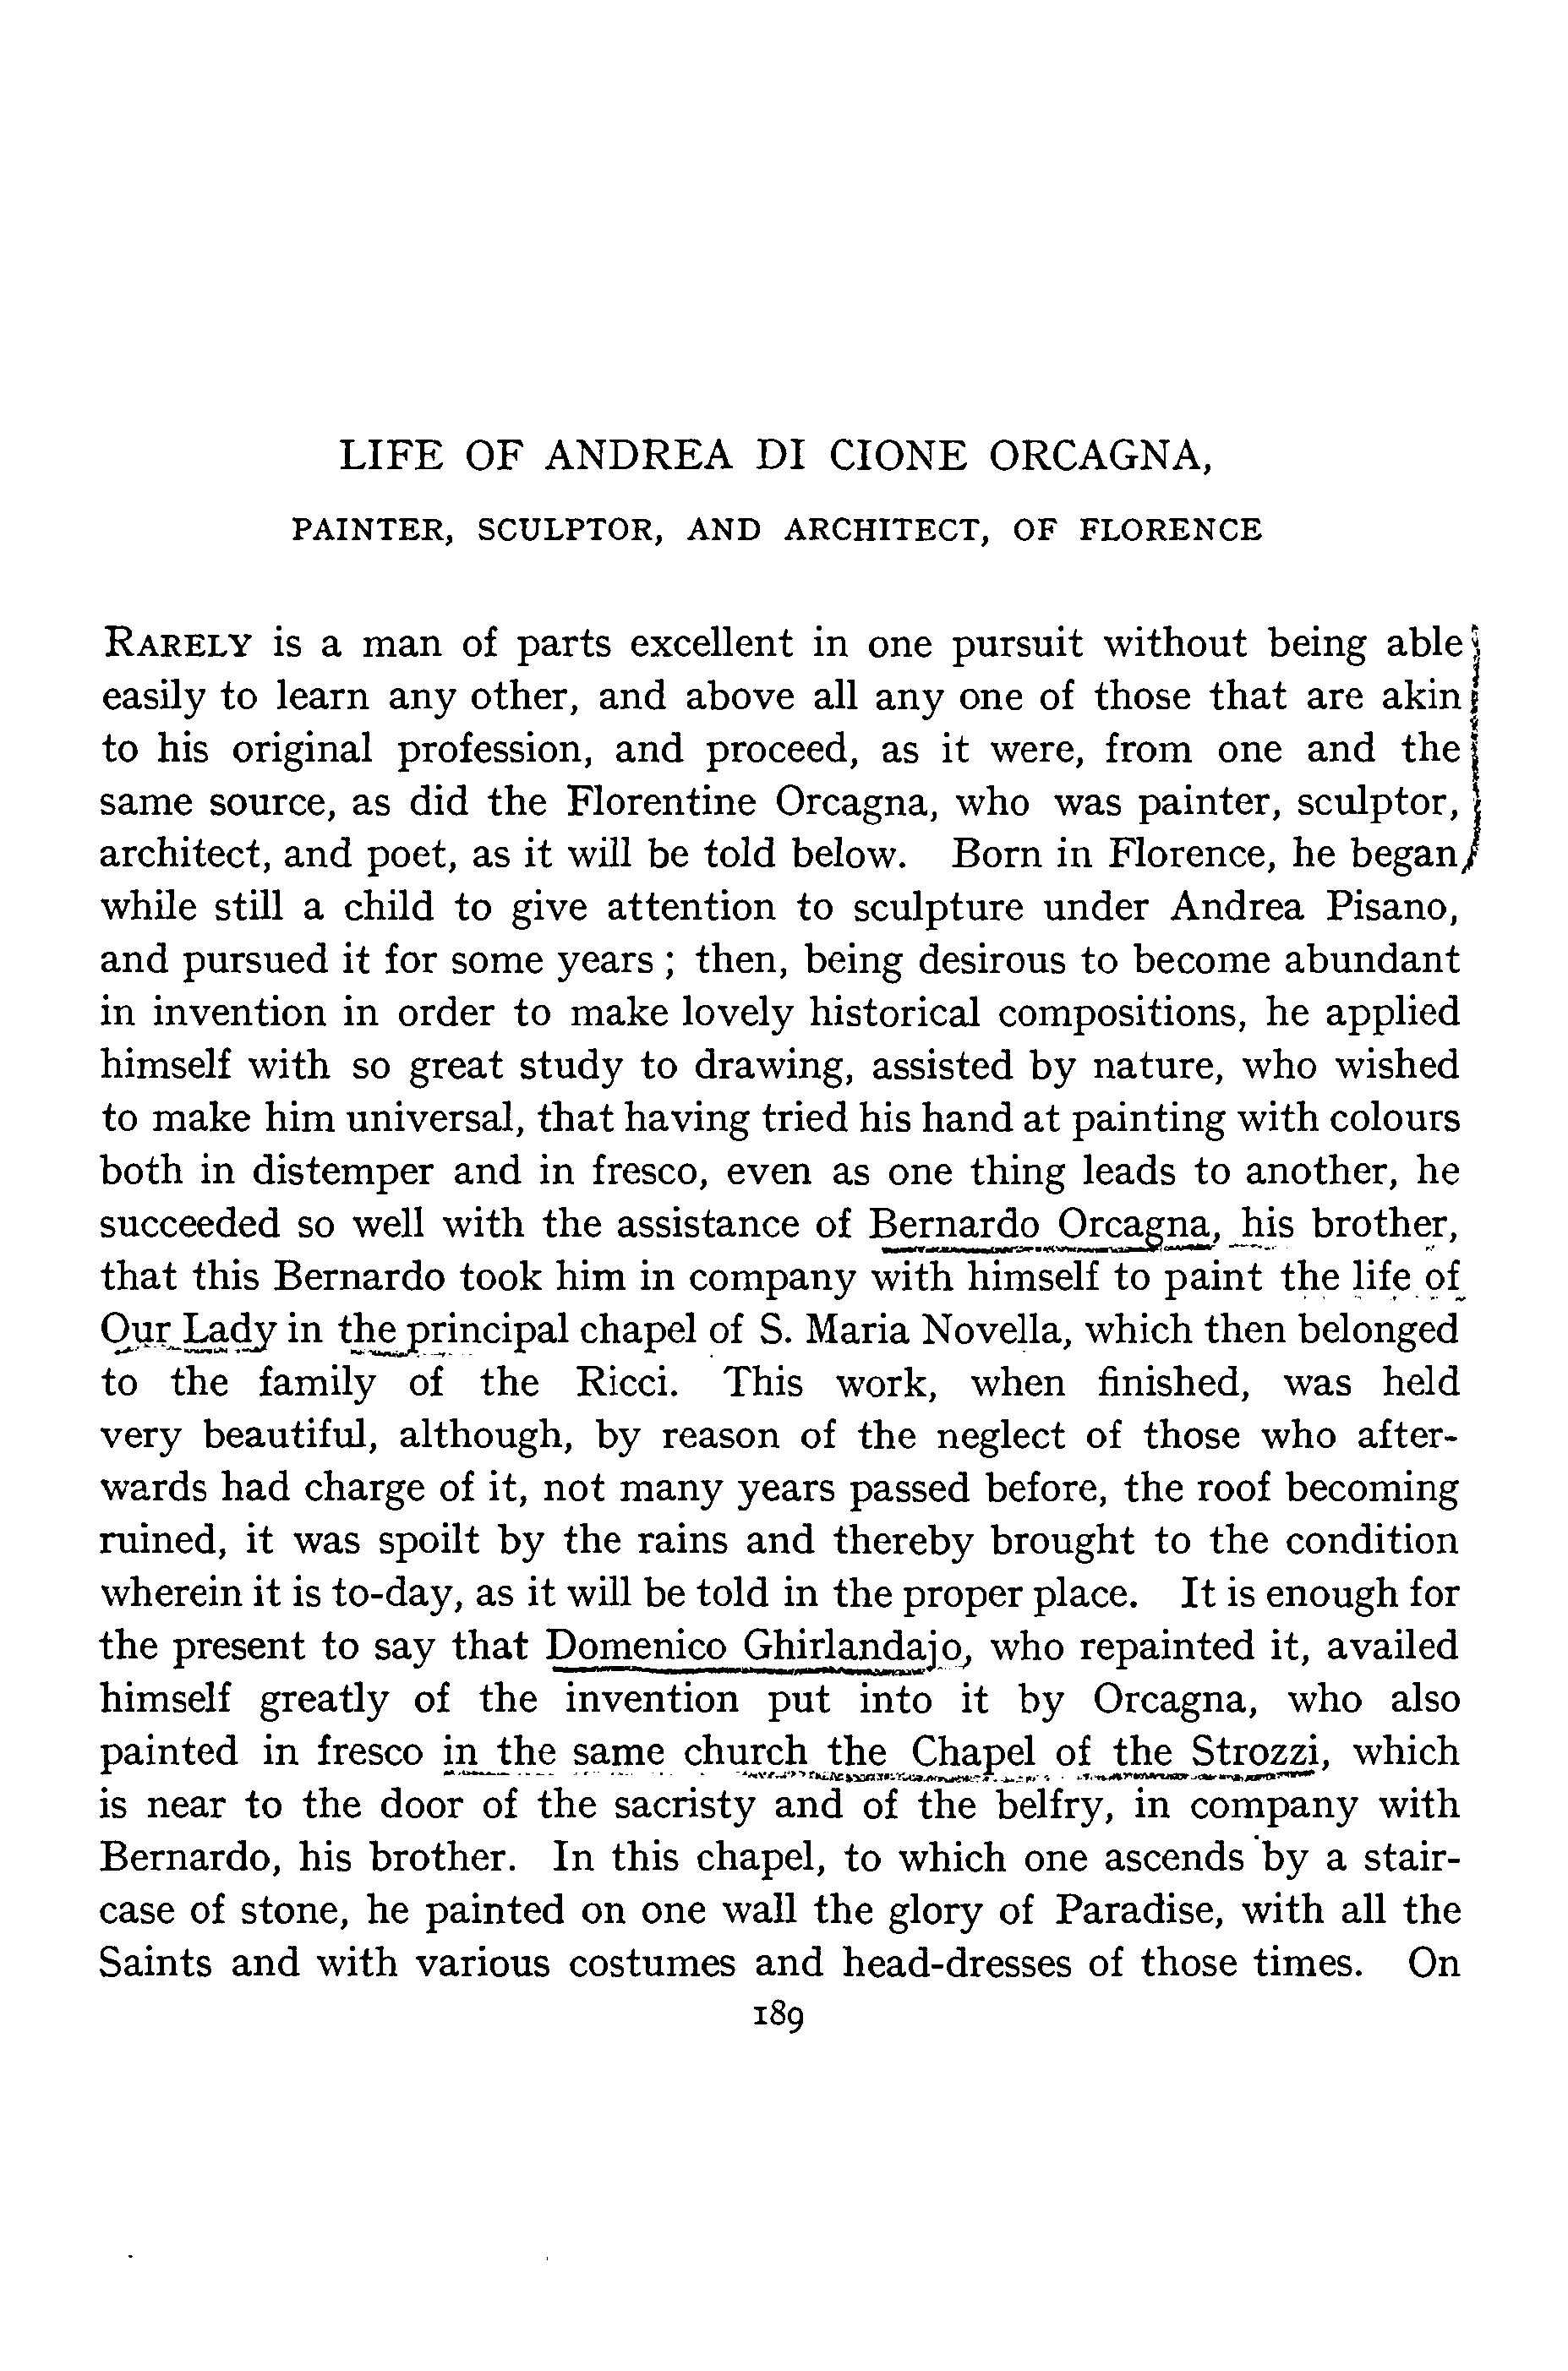 LIFE OF ANDREA DI CIONE ORCAGNA,
PAINTER, SCULPTOR, AND ARCHITECT, OF FLORENCE
RARELY is a man of parts excellent in one pursuit without being able
easily to learn any other, and above all any one of those that are akin
to his original profession, and proceed, as it were, from one and the
same source, as did the Florentine Orcagna, who was painter, sculptor,
architect, and poet, as it will be told below. Born in Florence, he began
while still a child to give attention to sculpture under Andrea Pisano,
and pursued it for some years ; then, being desirous to become abundant
in invention in order to make lovely historical compositions, he applied
himself with so great study to drawing, assisted by nature, who wished
to make him universal, that having tried his hand at painting with colours
both in distemper and in fresco, even as one thing leads to another, he
succeeded so well with the assistance of Bernardo Orcagna, his brother,
that this Bernardo took him in company with himself to paint the life of
Our Lady in the principal chapel of S. Maria Novella, which then belonged
to the family of the Ricci. This work, when finished, was held
very beautiful, although, by reason of the neglect of those who after-
wards had charge of it, not many years passed before, the roof becoming
ruined, it was spoilt by the rains and thereby brought to the condition
wherein it is to-day, as it will be told in the proper place. It is enough for
the present to say that Domenico Ghirlandajo, who repainted it, availed
himself greatly of the invention put into it by Orcagna, who also
painted in fresco in the same church the Chapel of the Strozzi, which
is near to the door of the sacristy and of the belfry, in company with
Bernardo, his brother. In this chapel, to which one ascends by a stair-
case of stone, he painted on one wall the glory of Paradise, with all the
Saints and with various costumes and head-dresses of those times. On
189